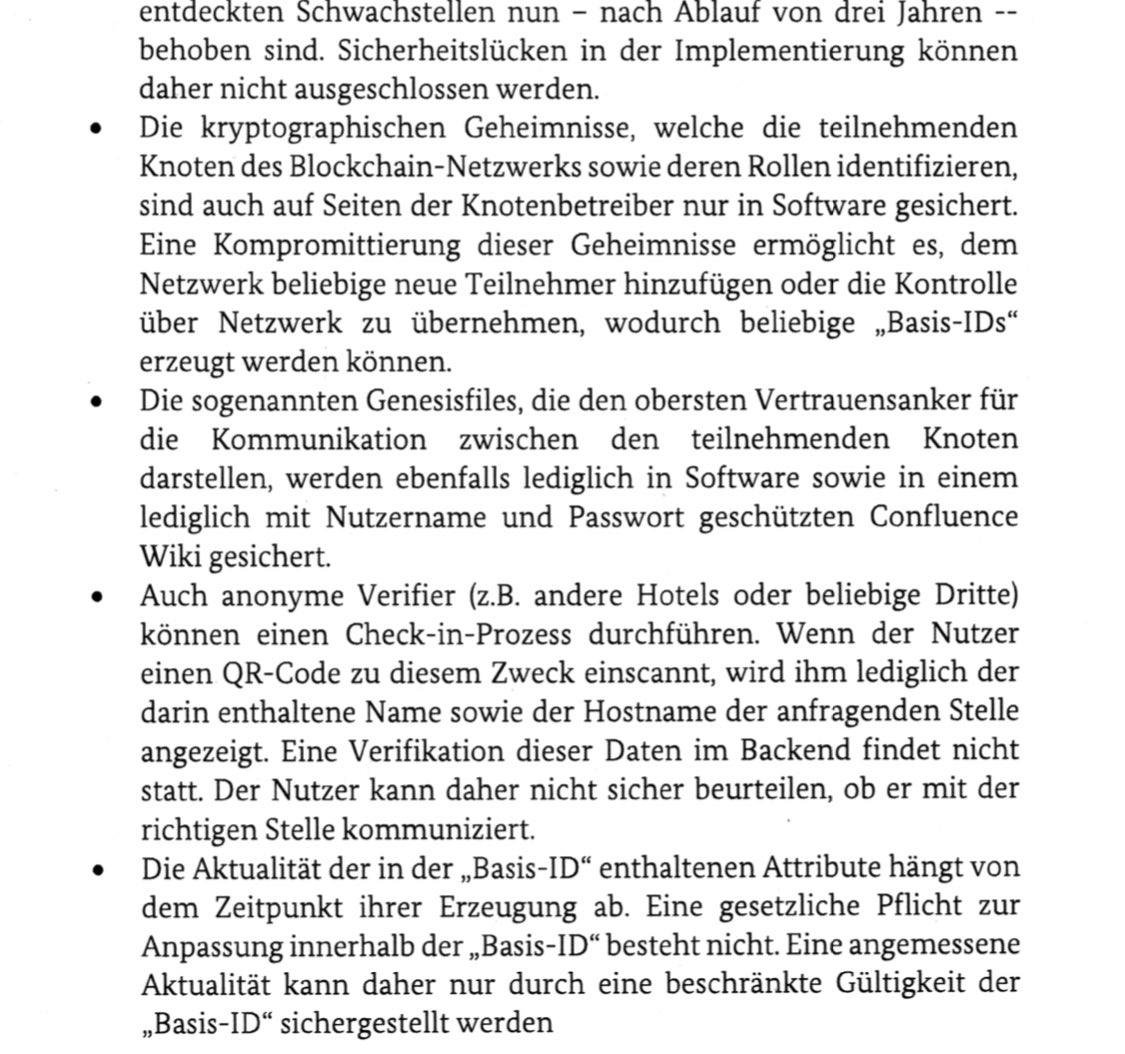 entdeckten Schwachstellen nun – nach Ablauf von drei Jahren --
behoben sind. Sicherheitslücken in der Implementierung können
daher nicht ausgeschlossen werden.
• Die kryptographischen Geheimnisse, welche die teilnehmenden
Knoten des Blockchain-Netzwerks sowie deren Rollen identifizieren,
sind auch auf Seiten der Knotenbetreiber nur in Software gesichert.
Eine Kompromittierung dieser Geheimnisse ermöglicht es, dem
Netzwerk beliebige neue Teilnehmer hinzufügen oder die Kontrolle
über Netzwerk zu übernehmen, wodurch beliebige „Basis-IDs“
erzeugt werden können.
• Die sogenannten Genesisfiles, die den obersten Vertrauensanker für
die Kommunikation zwischen den teilnehmenden Knoten
darstellen, werden ebenfalls lediglich in Software sowie in einem
lediglich mit Nutzername und Passwort geschützten Confluence
Wiki gesichert.
• Auch anonyme Verifier (z.B. andere Hotels oder beliebige Dritte)
können einen Check-in-Prozess durchführen. Wenn der Nutzer
einen QR-Code zu diesem Zweck einscannt, wird ihm lediglich der
darin enthaltene Name sowie der Hostname der anfragenden Stelle
angezeigt. Eine Verifikation dieser Daten im Backend findet nicht
statt. Der Nutzer kann daher nicht sicher beurteilen, ob er mit der
richtigen Stelle kommuniziert.
• Die Aktualität der in der „Basis-ID“ enthaltenen Attribute hängt von
dem Zeitpunkt ihrer Erzeugung ab. Eine gesetzliche Pflicht zur
Anpassung innerhalb der „Basis-ID“ besteht nicht. Eine angemessene
Aktualität kann daher nur durch eine beschränkte Gültigkeit der
„Basis-ID“ sichergestellt werden